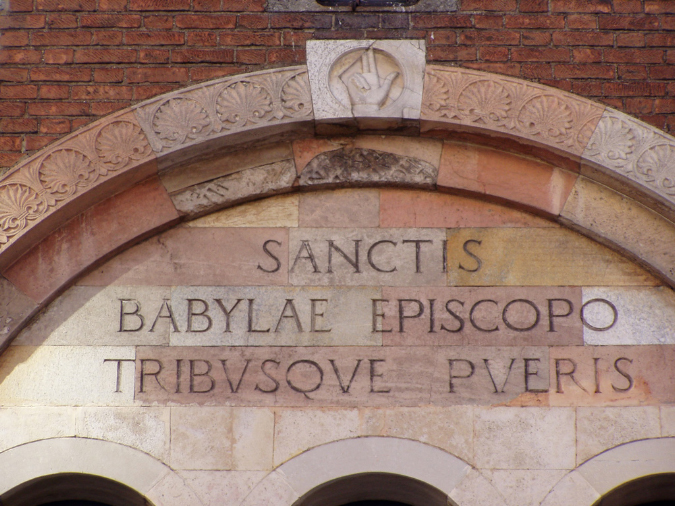 SANCTIS
BABYLAE EPISCOPO
TRIBVSQVE PVERIS